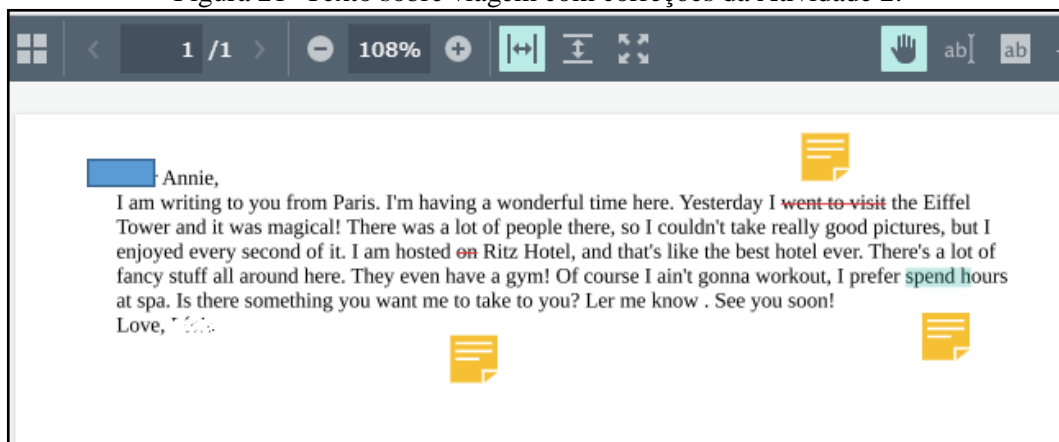 Figura 21 - Texto sobre viagem com correções da Atividade 2.
1 /1
108%
ab
ab
Annie,
I am writing to you from Paris. I'm having a wonderful time here. Yesterday I went to visit the Eiffel
Tower and it was magical! There was a lot of people there, so I couldn't take really good pictures, but I
enjoyed every second of it. I am hosted on Ritz Hotel, and that's like the best hotel ever. There's a lot of
fancy stuff all around here. They even have a gym! Of course I ain't gonna workout, I prefer spend hours
at spa. Is there something you want me to take to you? Ler me know . See you soon!
Love,